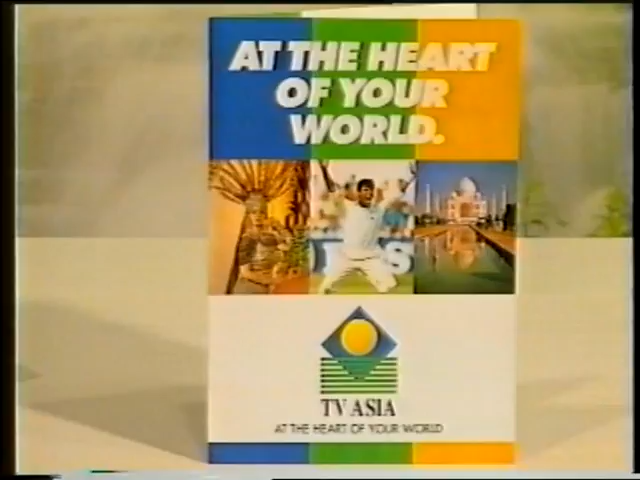 AT THE HEART
OF YOUR
WORLD.
TV ASIA
AT THE HEART OF YOUR WORLD